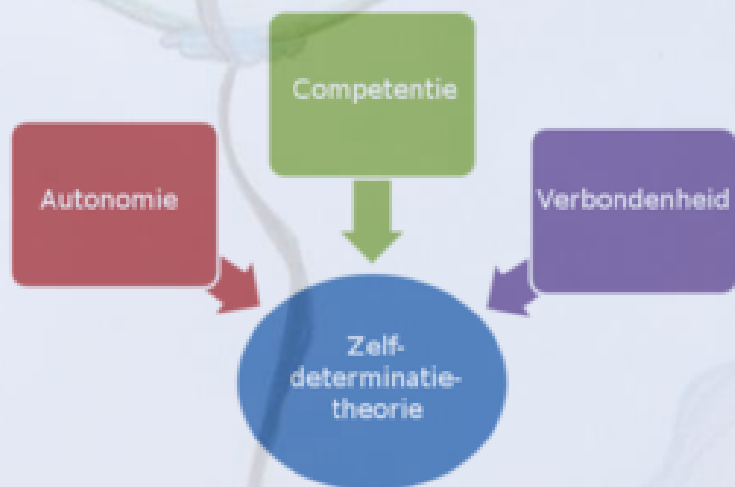 Competentie
Autonomie
Verbondenheid
Zelf-
determinatie-
theorie